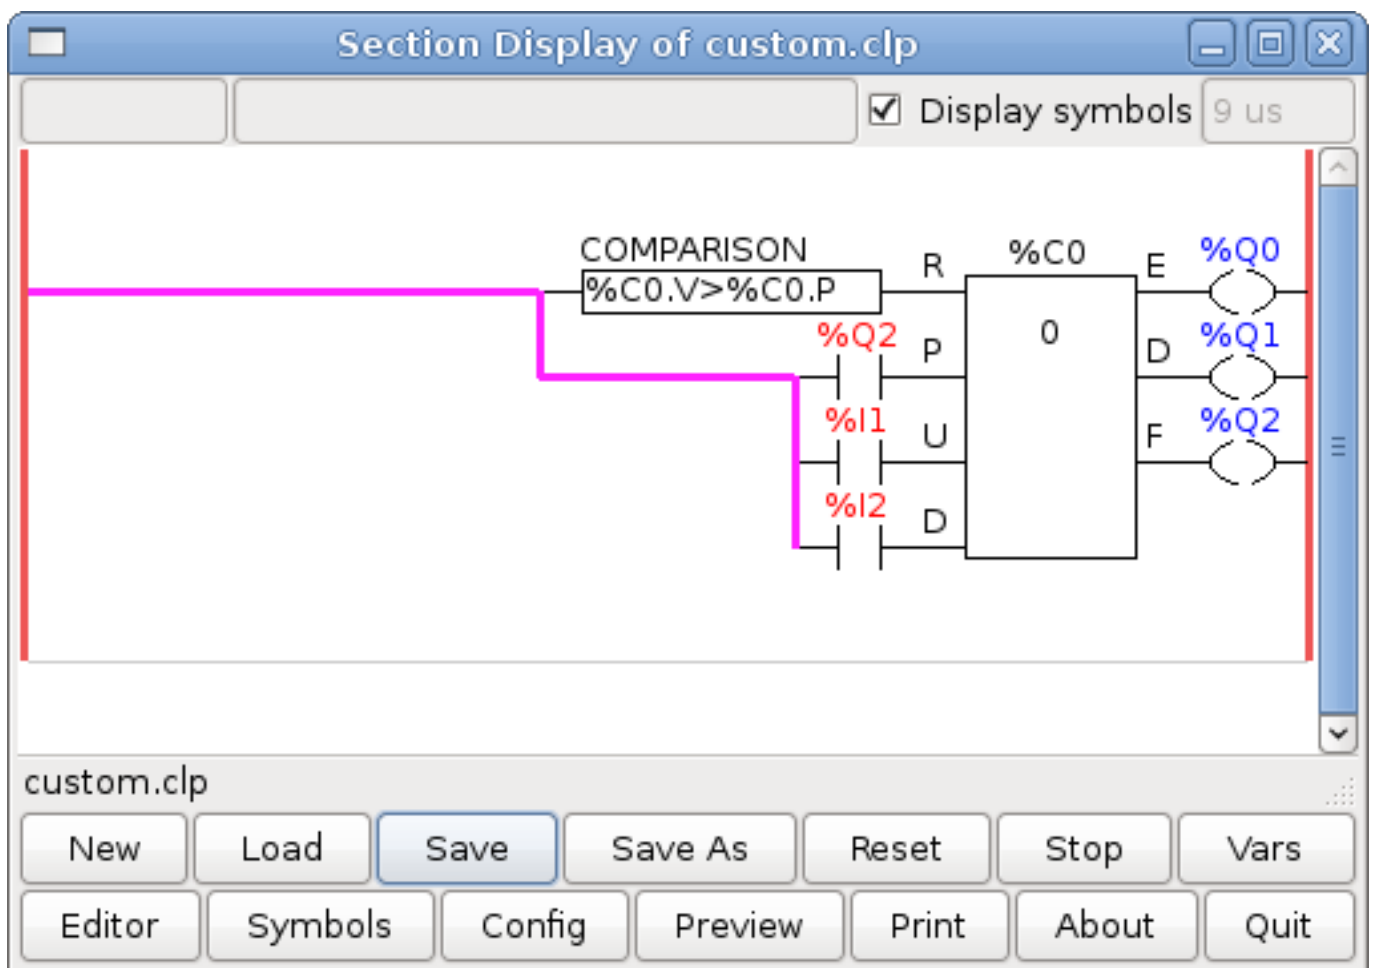 Section Display of custom.clp
Display symbols 9 us
COMPARISON R %C0 E %Q0
%C0.V>%C0.P
%Q2 P 0 D %Q1
%I1 U F %Q2
%I2 D
custom.clp
New Load Save Save As Reset Stop Vars
Editor Symbols Config Preview Print About Quit